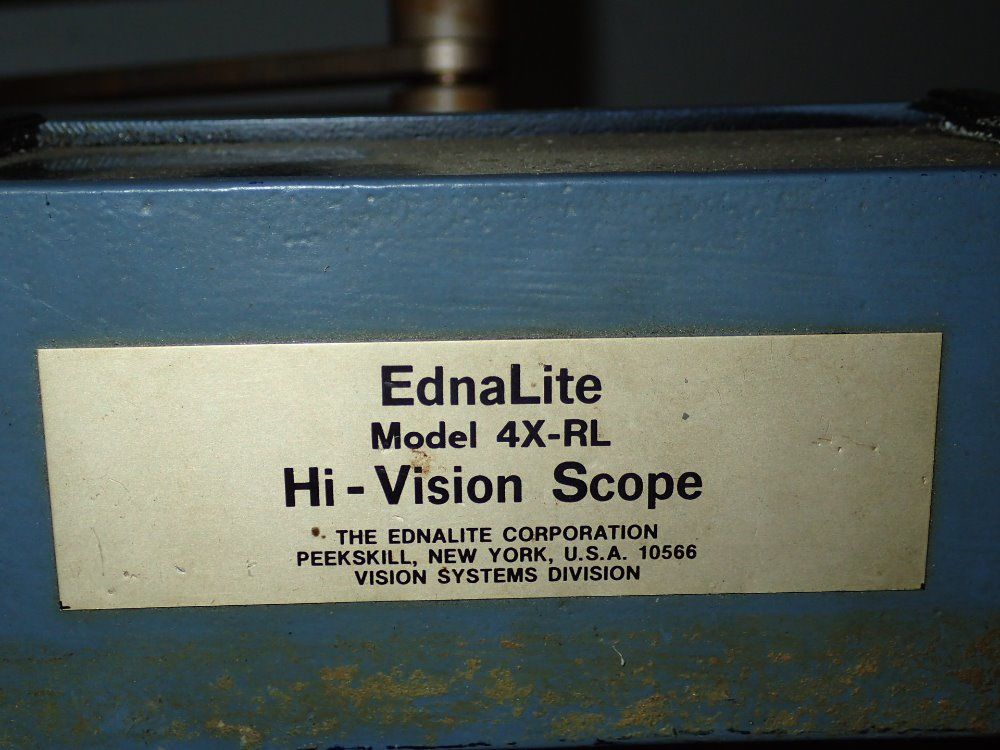 EdnaLite
Model 4X-RL
Hi-Vision Scope
THE EDNALITE CORPORATION
PEEKSKILL, NEW YORK, U.S.A. 10566
VISION SYSTEMS DIVISION